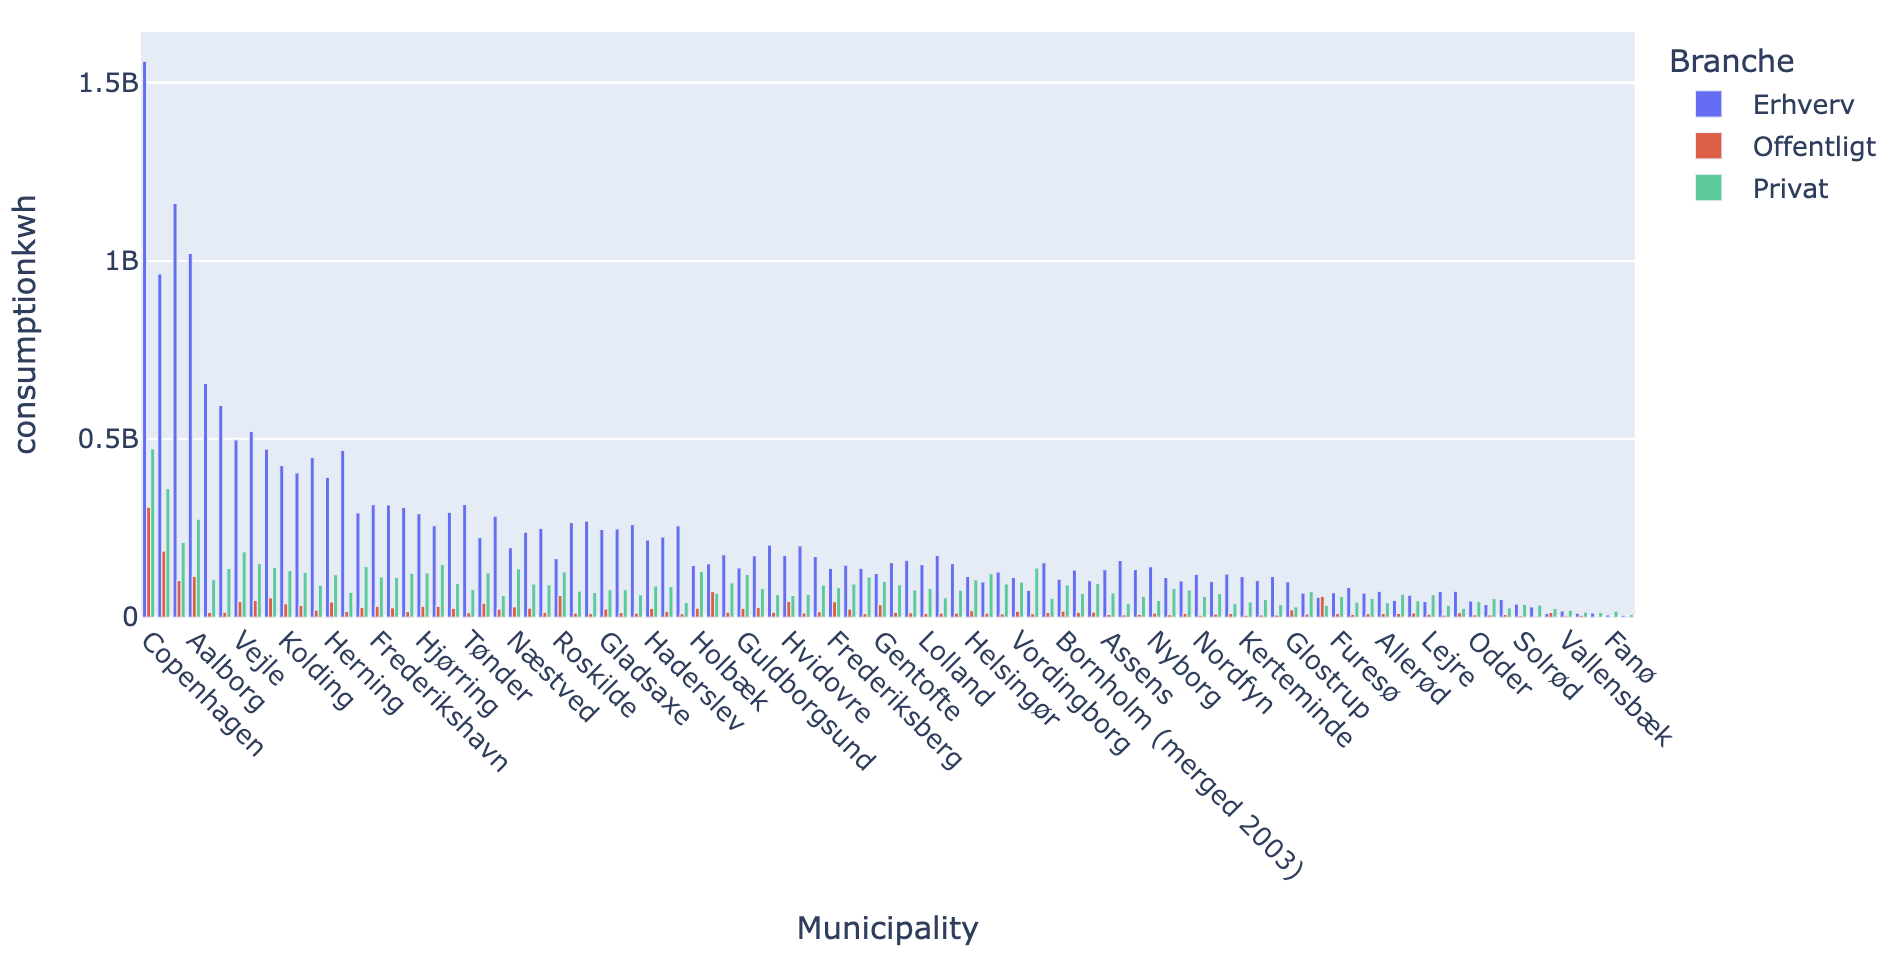 1.5B
1B
0.5B
0
consumptionkwh
Copenhagen
Aalborg
Vejle
Kolding
Herning
Frederikshavn
Hjørring
Tønder
Næstved
Roskilde
Gladsaxe
Haderslev
Holbæk
Guldborgsund
Hvidovre
Frederiksberg
Gentofte
Lolland
Helsingør
Vordingborg
Bornholm (merged 2003)
Assens
Nyborg
Nordfyn
Kerteminde
Glostrup
Furesø
Allerød
Lejre
Odder
Solrød
Vallensbæk
Fanø
Municipality
Branche
Erhverv
Offentligt
Privat